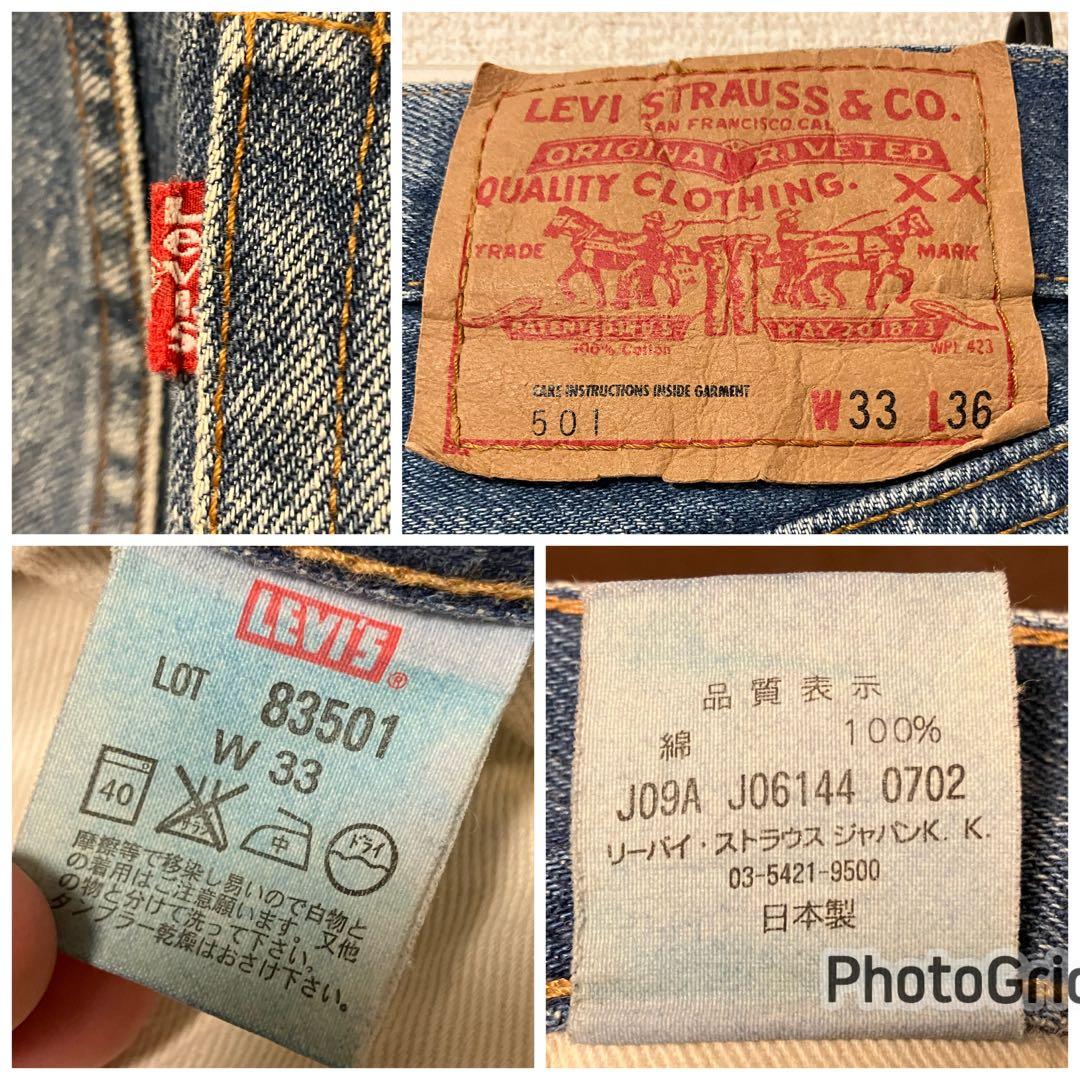 Levi's
LEVI STRAUSS & CO.
SAN FRANCISCO CAL
ORIGINAL RIVETED
QUALITY CLOTHING. XX
TRADE MARK
PATENTED IN U.S. MAY 20 1873
100% Cotton WPL 423
CARE INSTRUCTIONS INSIDE GARMENT
501 W33 L36
LEVI'S®
LOT 83501
W 33
40 中 ドライ
摩擦等で移染し易いので白物と
の着用はご注意願います。又他
の物と分けて洗って下さい。
タンブラー乾燥はおさけ下さい。
品質表示
綿 100%
J09A J06144 0702
リーバイ・ストラウス ジャパンK. K.
03-5421-9500
日本製
PhotoGrid